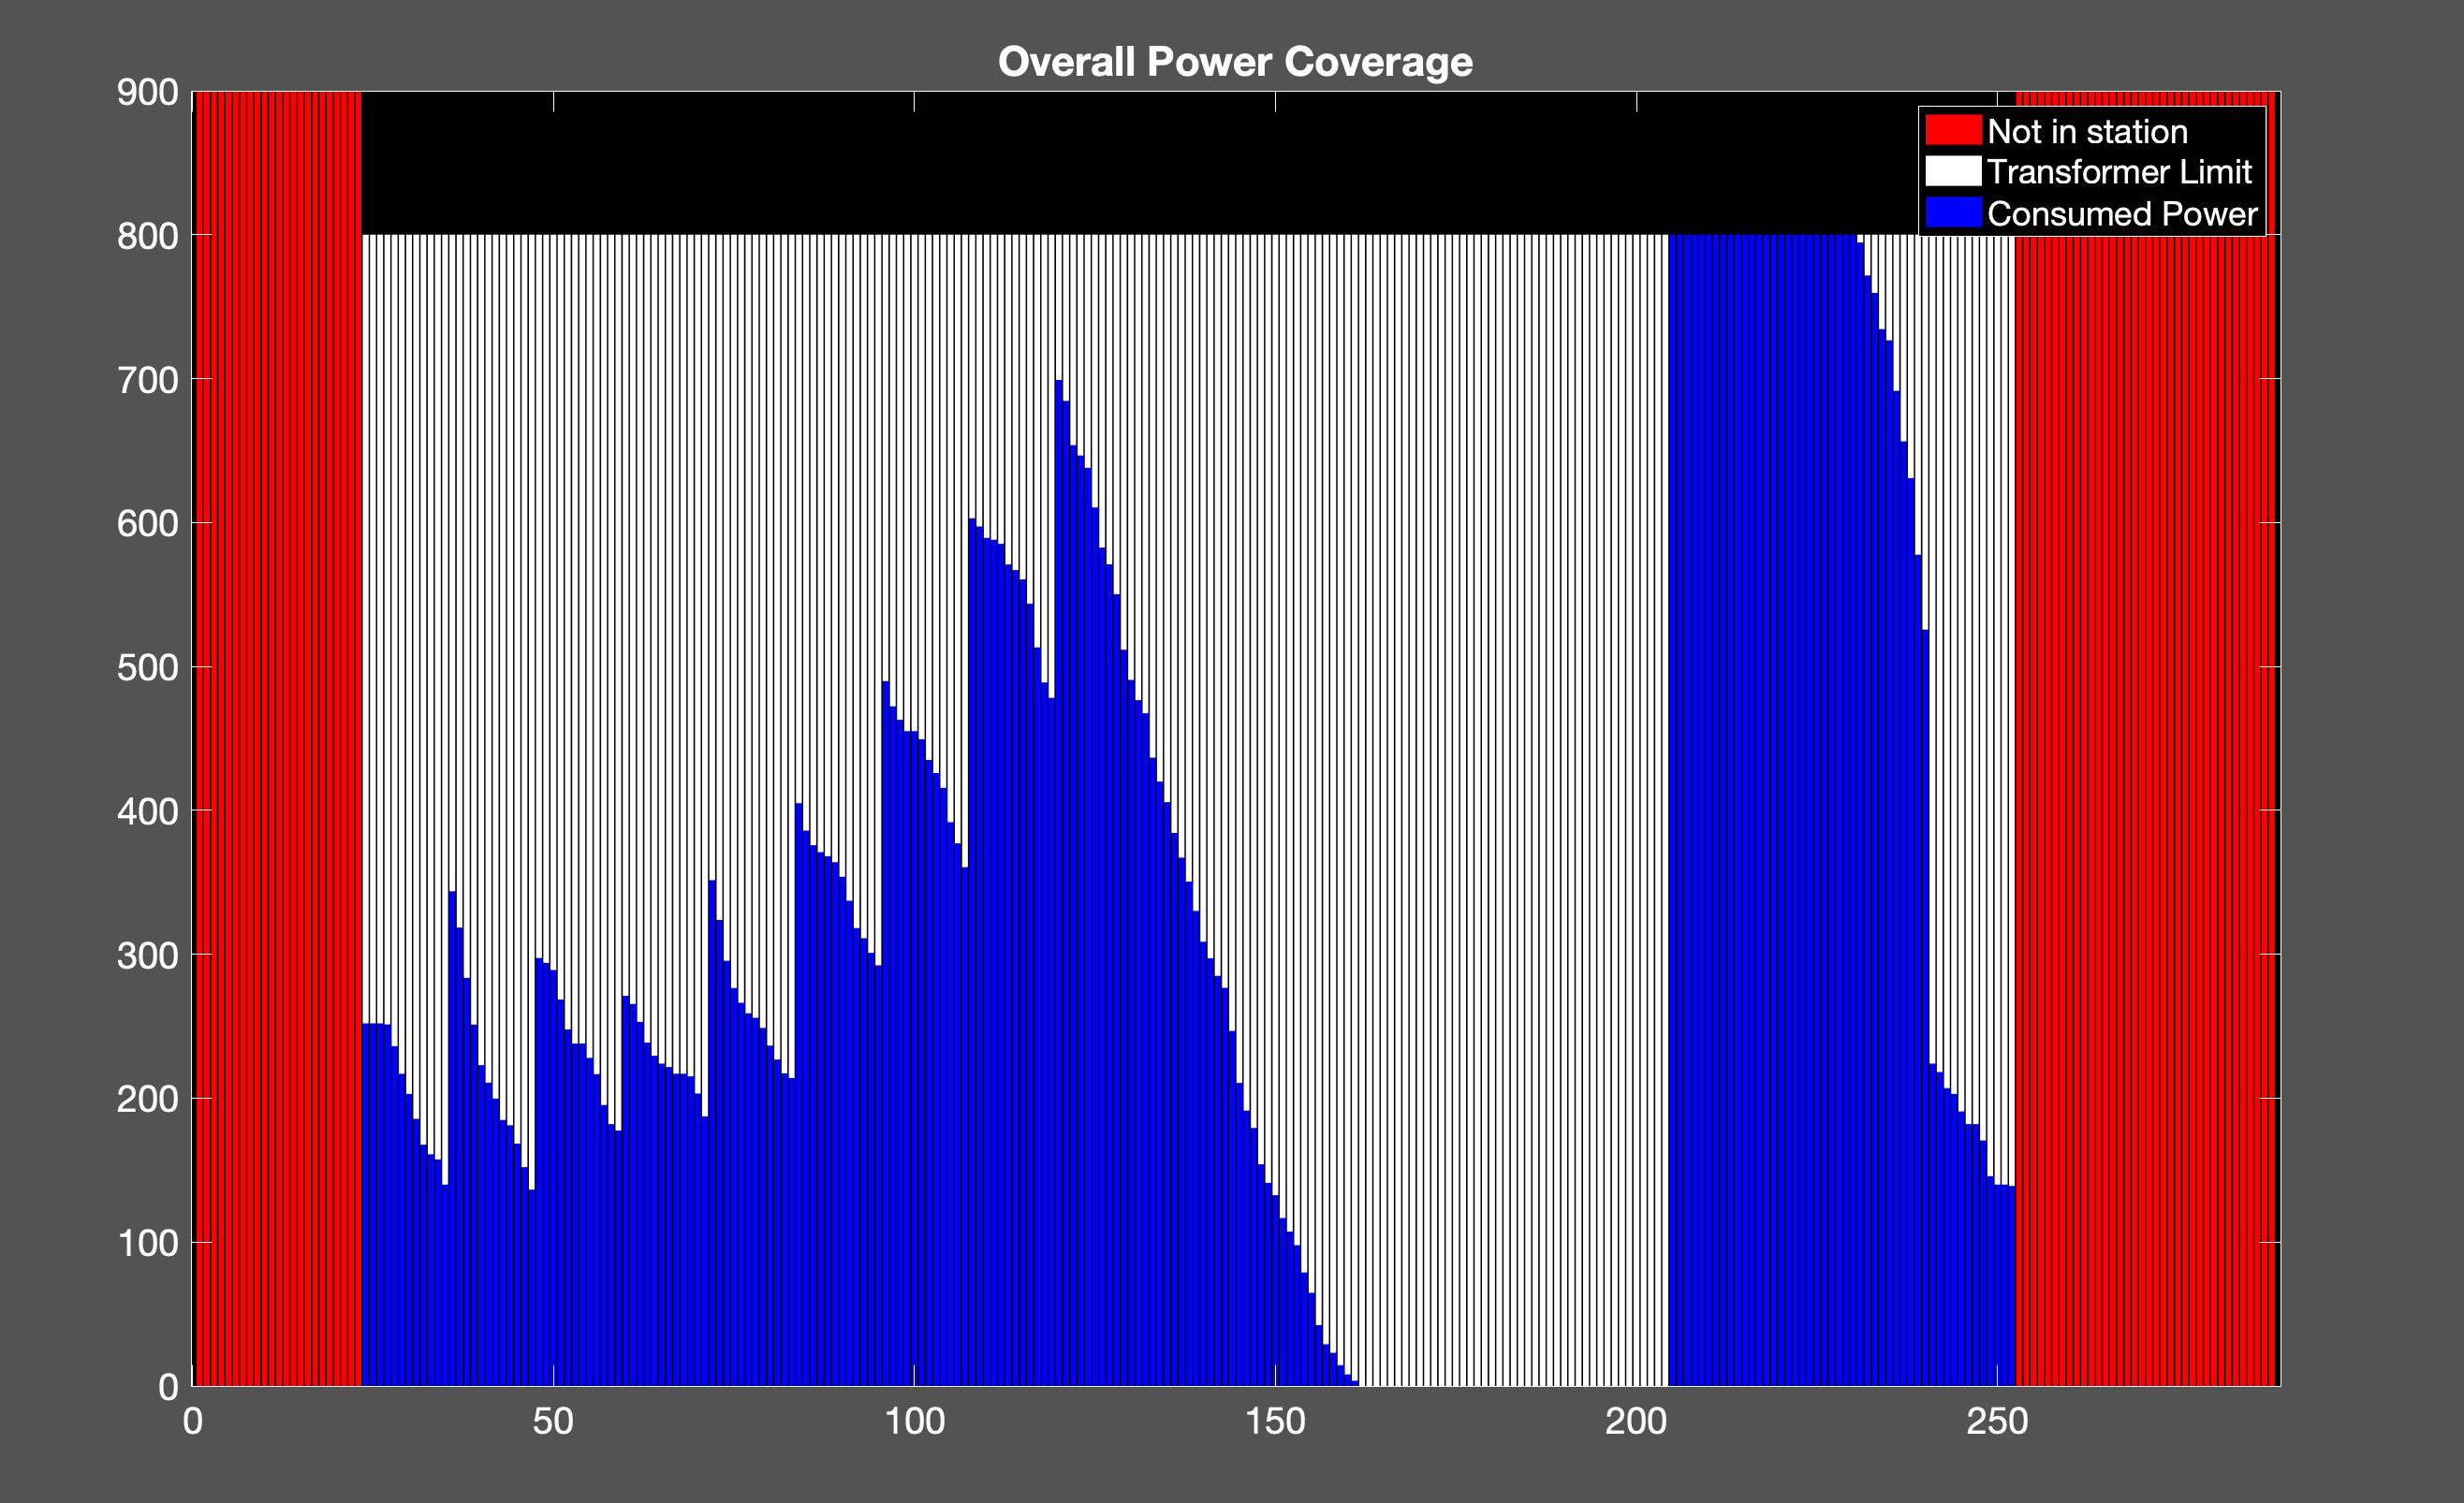 Overall Power Coverage
900
800
700
600
500
400
300
200
100
0
Not in station
Transformer Limit
Consumed Power
0 50 100 150 200 250